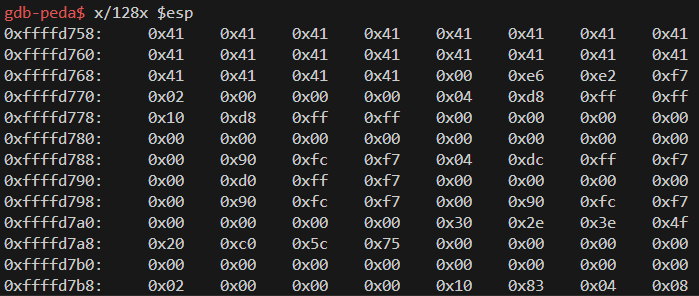 gdb-peda$ x/128x $esp
0xffffd758: 0x41 0x41 0x41 0x41 0x41 0x41 0x41 0x41
0xffffd760: 0x41 0x41 0x41 0x41 0x41 0x41 0x41 0x41
0xffffd768: 0x41 0x41 0x41 0x41 0x00 0xe6 0xe2 0xf7
0xffffd770: 0x02 0x00 0x00 0x00 0x04 0xd8 0xff 0xff
0xffffd778: 0x10 0xd8 0xff 0xff 0x00 0x00 0x00 0x00
0xffffd780: 0x00 0x00 0x00 0x00 0x00 0x00 0x00 0x00
0xffffd788: 0x00 0x90 0xfc 0xf7 0x04 0xdc 0xff 0xf7
0xffffd790: 0x00 0xd0 0xff 0xf7 0x00 0x00 0x00 0x00
0xffffd798: 0x00 0x90 0xfc 0xf7 0x00 0x90 0xfc 0xf7
0xffffd7a0: 0x00 0x00 0x00 0x00 0x30 0x2e 0x3e 0x4f
0xffffd7a8: 0x20 0xc0 0x5c 0x75 0x00 0x00 0x00 0x00
0xffffd7b0: 0x00 0x00 0x00 0x00 0x00 0x00 0x00 0x00
0xffffd7b8: 0x02 0x00 0x00 0x00 0x10 0x83 0x04 0x08